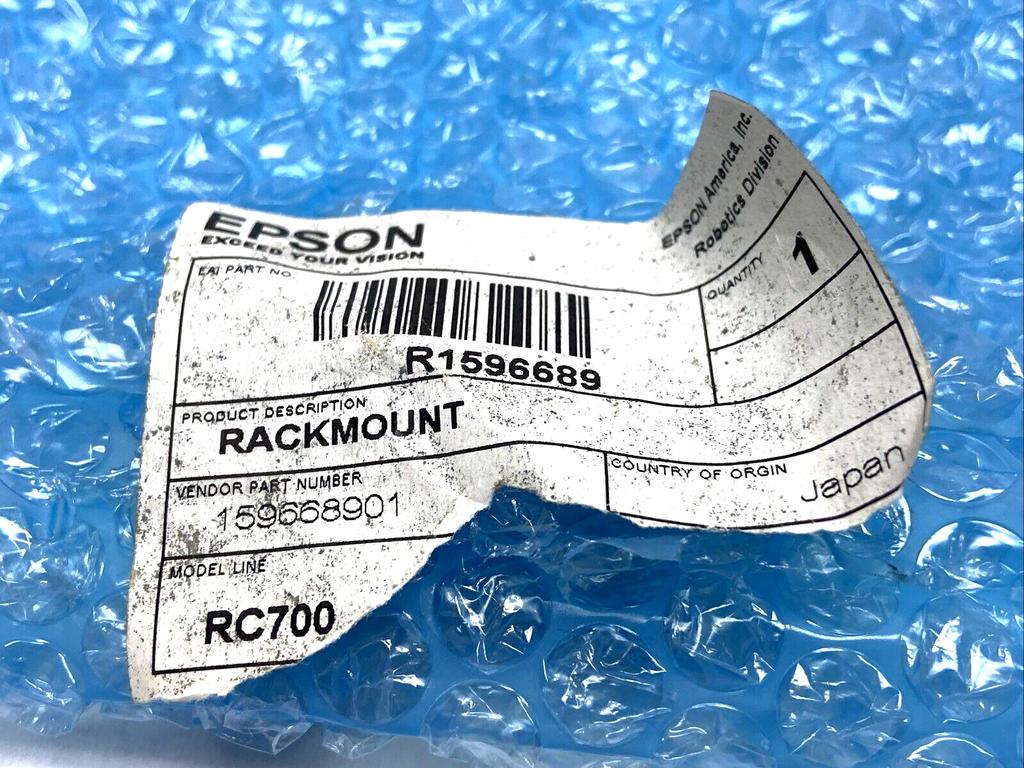 EPSON
EXCEED YOUR VISION
EPSON America, Inc.
Robotics Division
EAI PART NO
R1596689
QUANTITY
1
PRODUCT DESCRIPTION
RACKMOUNT
VENDOR PART NUMBER
159668901
COUNTRY OF ORGIN
Japan
MODEL LINE
RC700